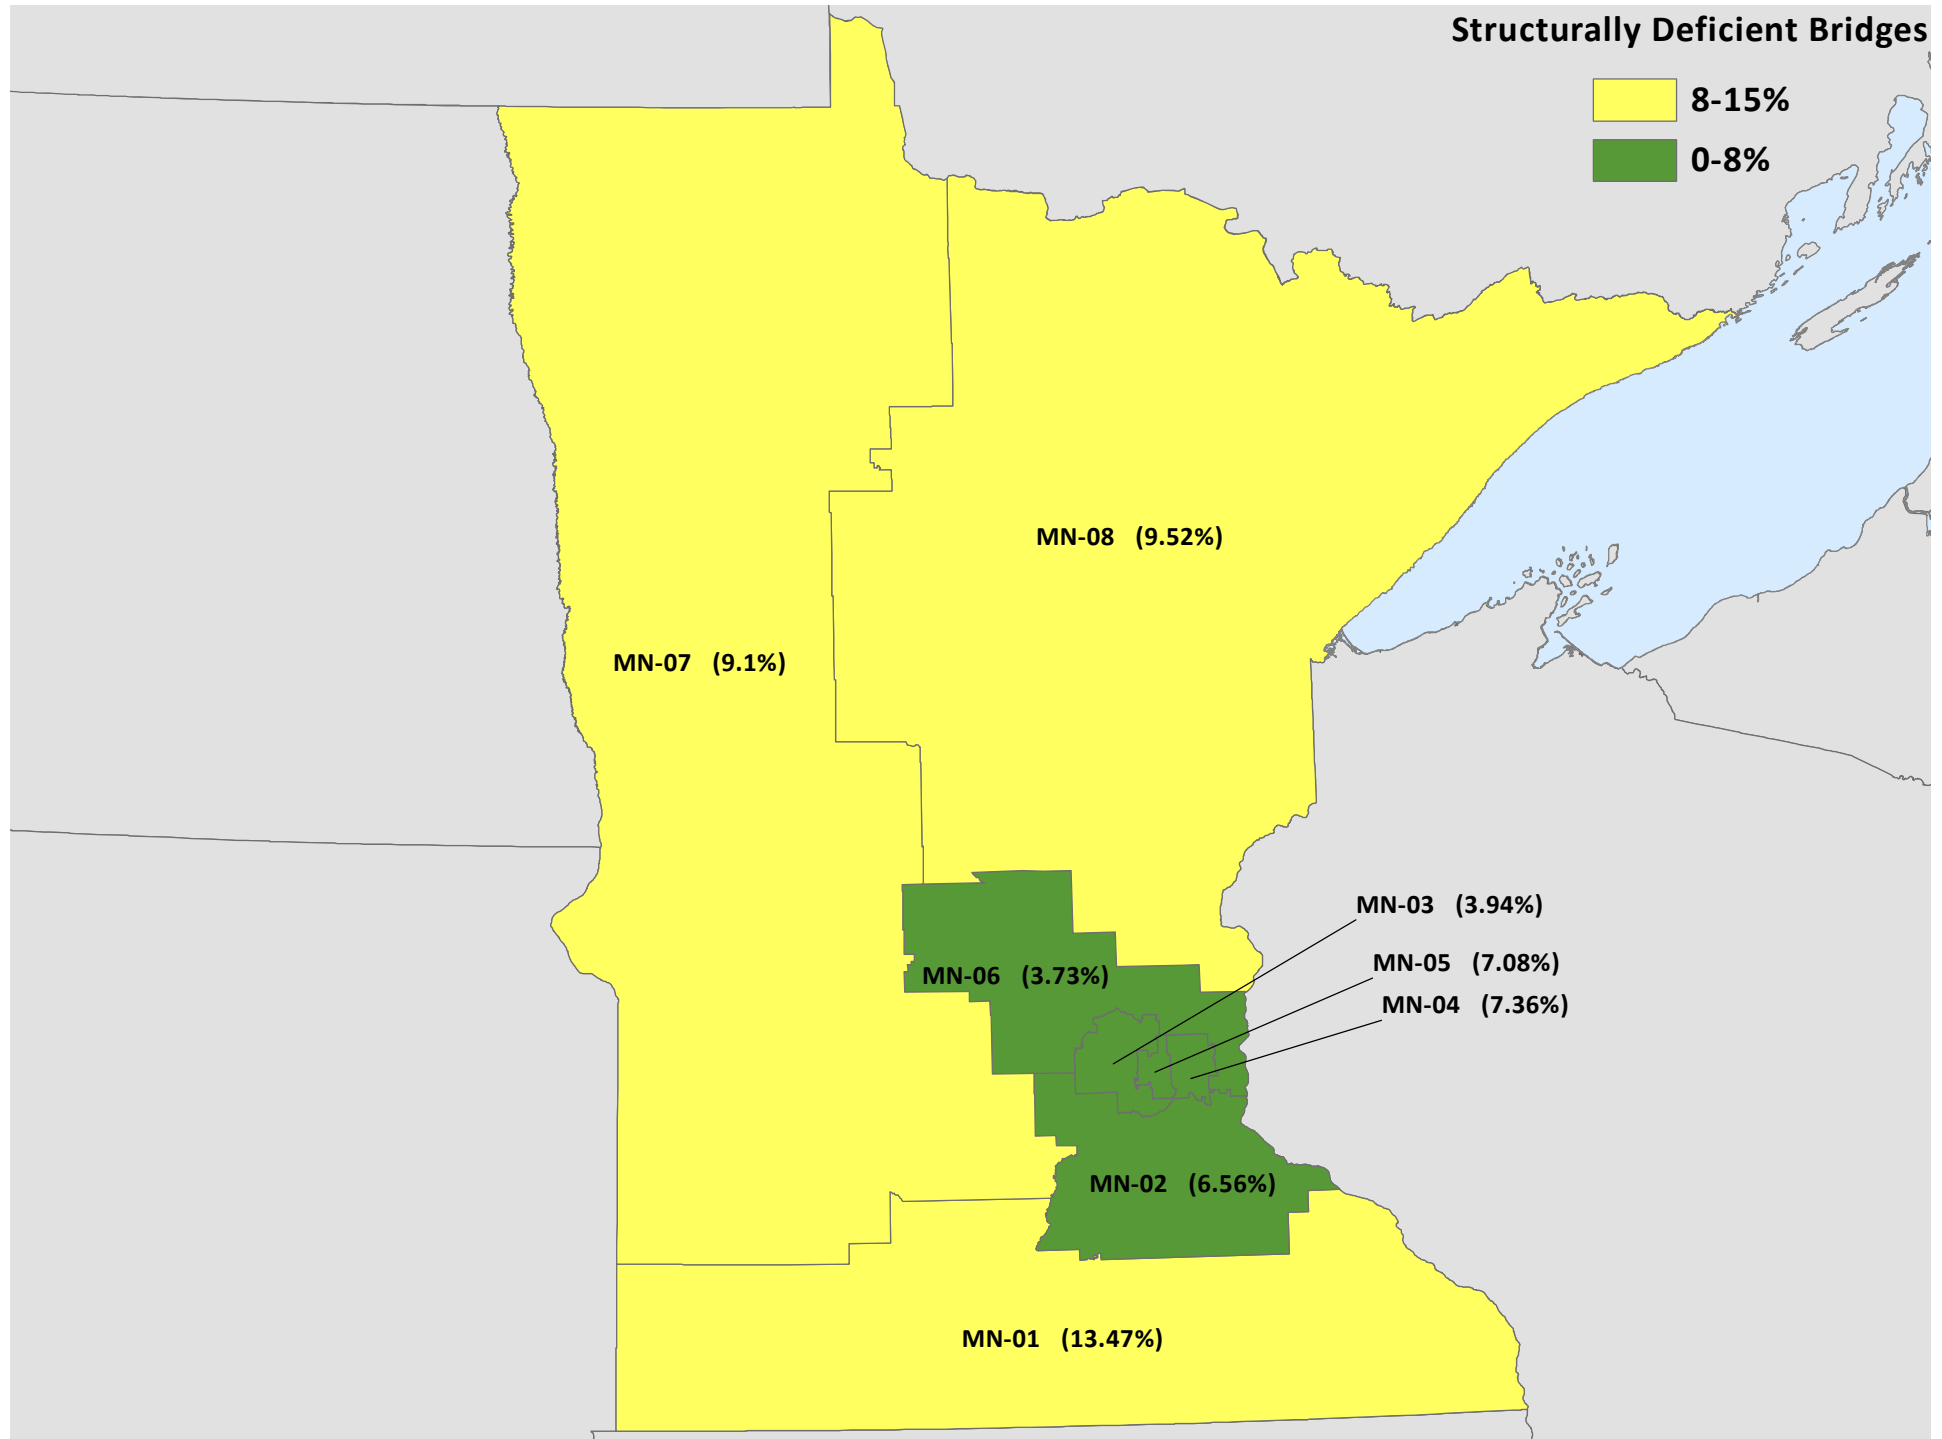 Structurally Deficient Bridges
8-15%
0-8%
MN-08 (9.52%)
MN-07 (9.1%)
MN-03 (3.94%)
MN-05 (7.08%)
MN-06 (3.73%)
MN-04 (7.36%)
MN-02 (6.56%)
MN-01 (13.47%)